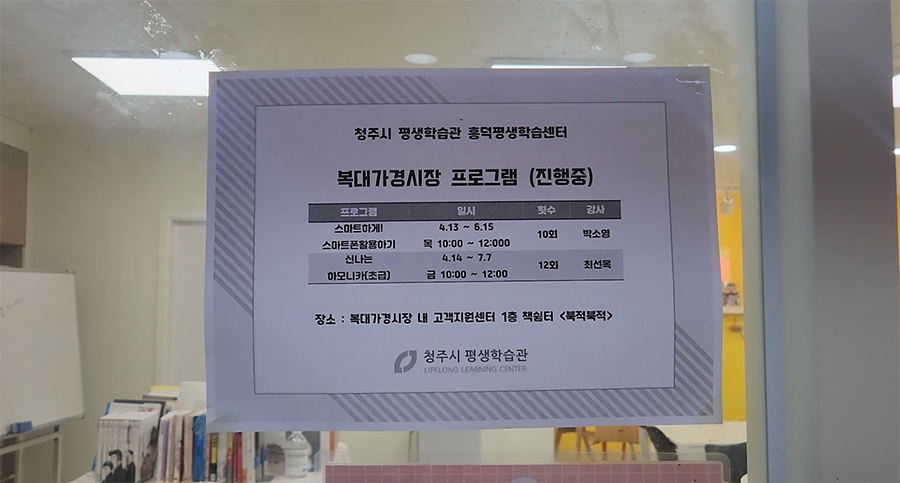 청주시 평생학습관 흥덕평생학습센터
복대가경시장 프로그램 (진행중)
프로그램 일시 횟수 강사
스마트하게! 4.13 ~ 6.15
스마트폰활용하기 목 10:00 ~ 12:000 10회 박소영
신나는 4.14 ~ 7.7
하모니카(초급) 금 10:00 ~ 12:00 12회 최선옥
장소 : 복대가경시장 내 고객지원센터 1층 책쉼터 <북적북적>
청주시 평생학습관
LIFELONG LEARNING CENTER